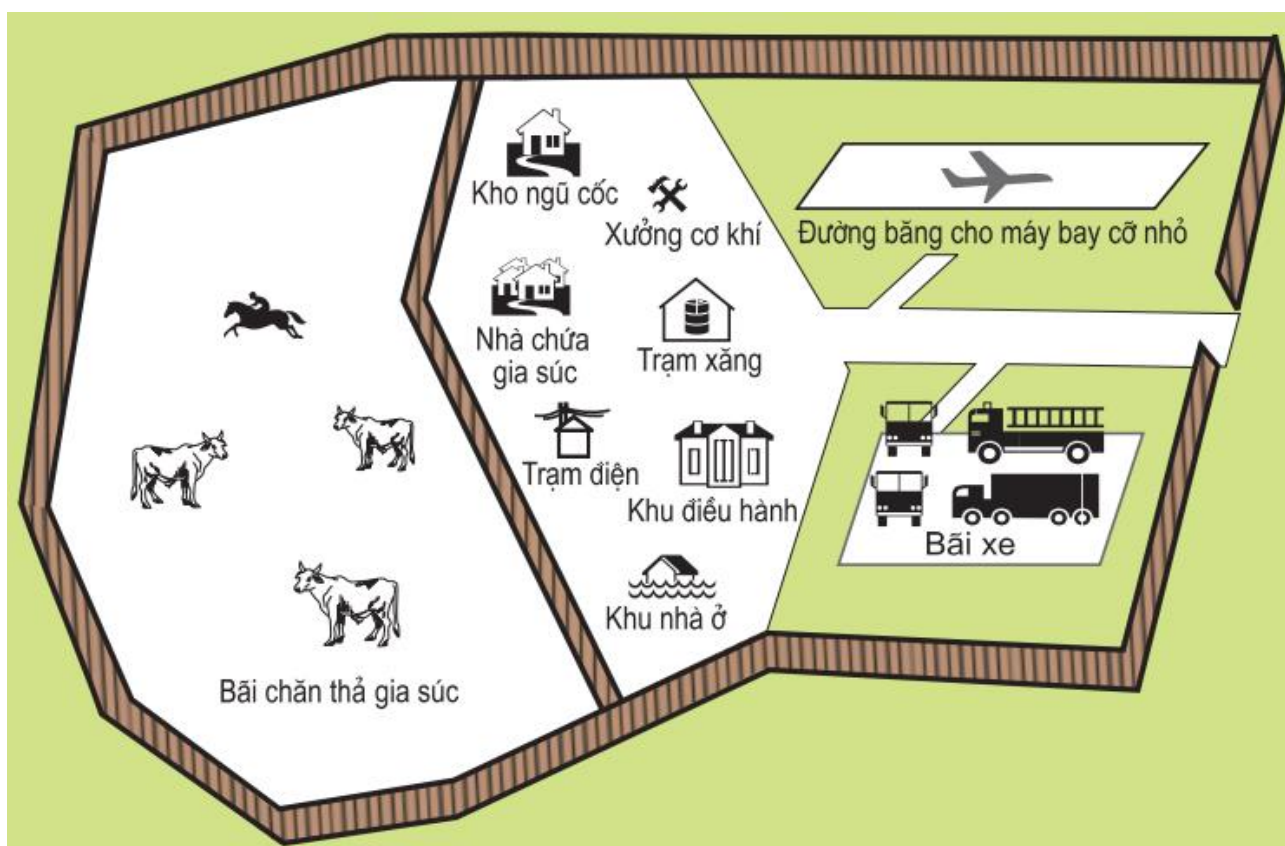 Kho ngũ cốc
Xưởng cơ khí
Đường băng cho máy bay cỡ nhỏ
Nhà chứa
gia súc
Trạm xăng
Trạm điện
Khu điều hành
Bãi xe
Khu nhà ở
Bãi chăn thả gia súc